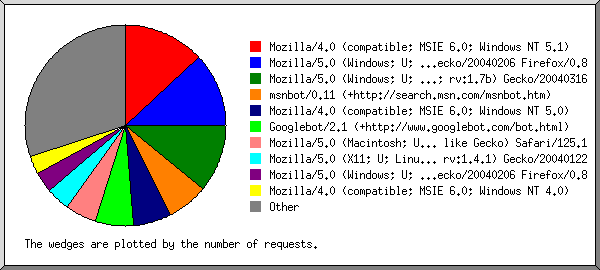 Mozilla/4.0 (compatible; MSIE 6.0; Windows NT 5.1)
Mozilla/5.0 (Windows; U; ...ecko/20040206 Firefox/0.8
Mozilla/5.0 (Windows; U; ...; rv:1.7b) Gecko/20040316
msnbot/0.11 (+http://search.msn.com/msnbot.htm)
Mozilla/4.0 (compatible; MSIE 6.0; Windows NT 5.0)
Googlebot/2.1 (+http://www.googlebot.com/bot.html)
Mozilla/5.0 (Macintosh; U... like Gecko) Safari/125.1
Mozilla/5.0 (X11; U; Linu... rv:1.4.1) Gecko/20040122
Mozilla/5.0 (Windows; U; ...ecko/20040206 Firefox/0.8
Mozilla/4.0 (compatible; MSIE 6.0; Windows NT 4.0)
Other
The wedges are plotted by the number of requests.